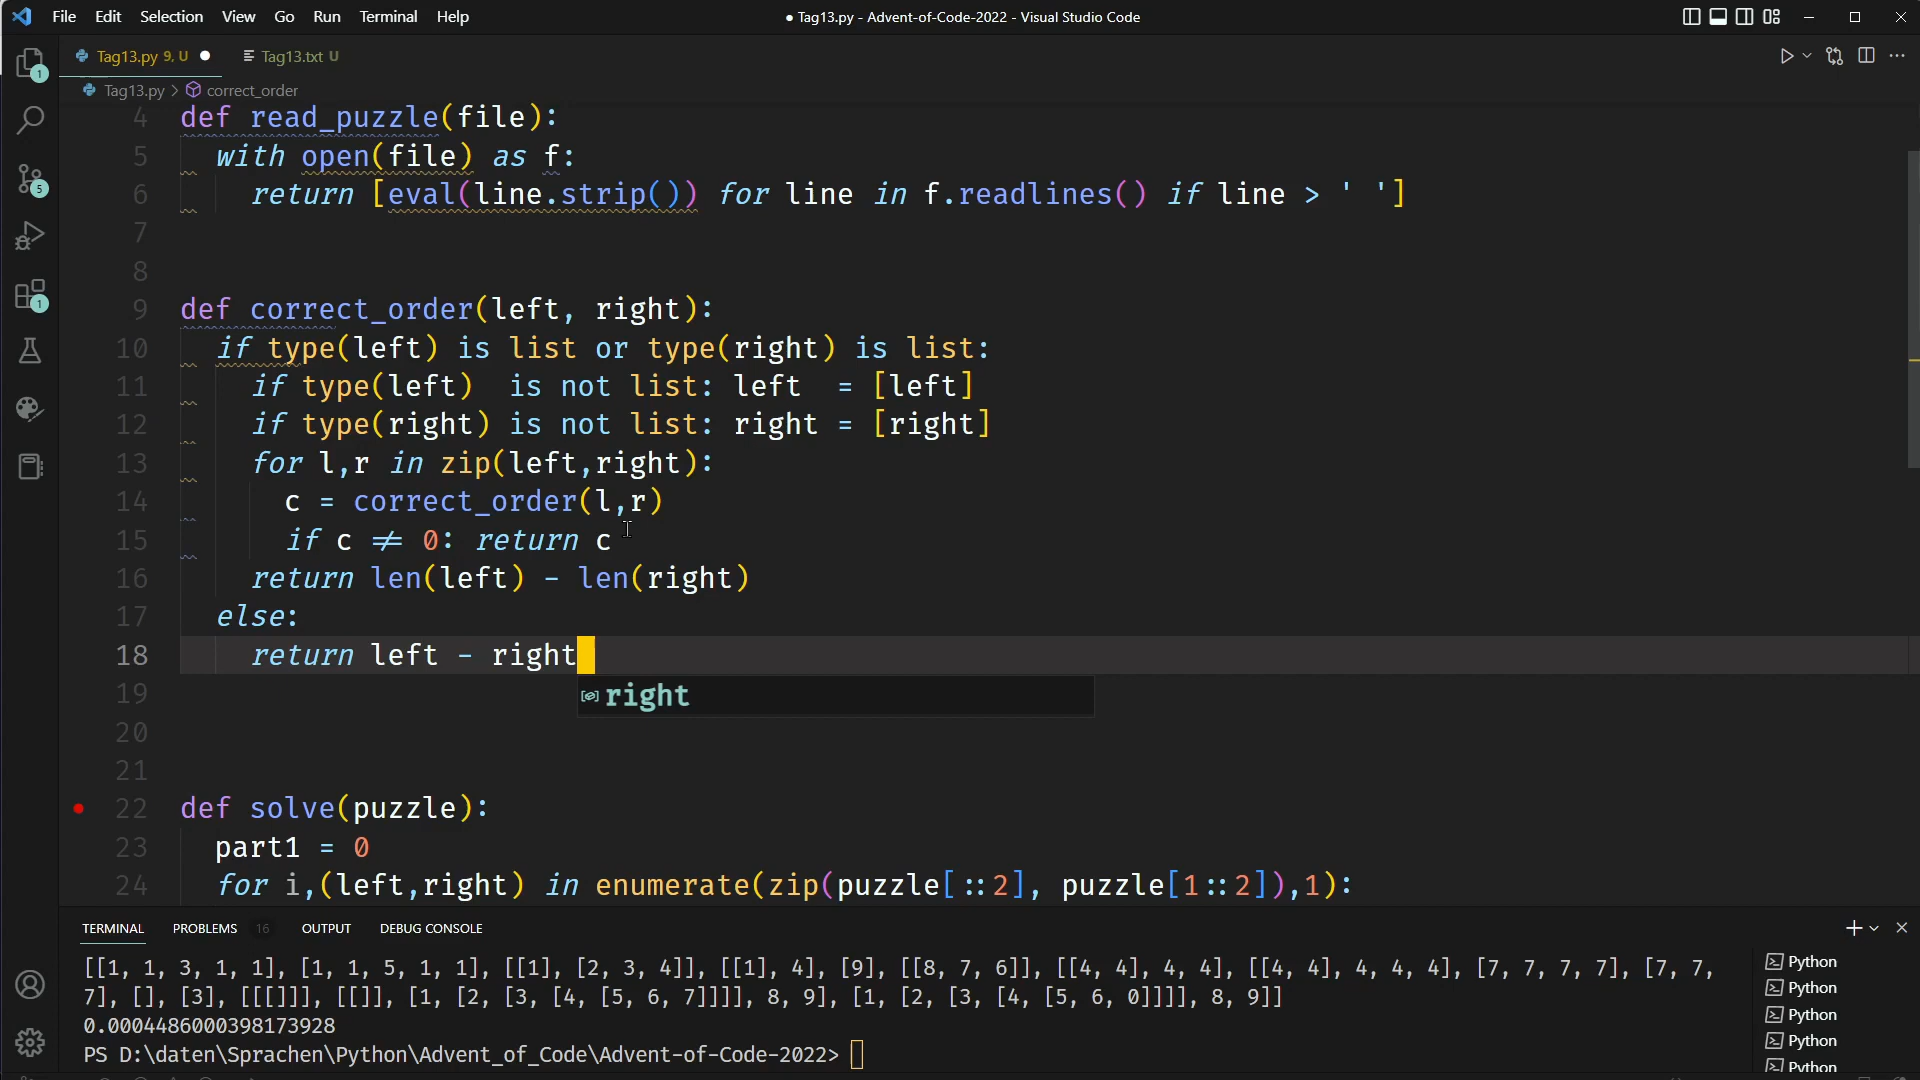 File Edit Selection View Go Run Terminal Help
● Tag13.py - Advent-of-Code-2022 - Visual Studio Code
Tag13.py 9, U ●
Tag13.txt U
Tag13.py > correct_order
1
5
1
4 def read_puzzle(file):
5 with open(file) as f:
6 return [eval(line.strip()) for line in f.readlines() if line > ' ']
7
8
9 def correct_order(left, right):
10 if type(left) is list or type(right) is list:
11 if type(left)  is not list: left  = [left]
12 if type(right) is not list: right = [right]
13 for l,r in zip(left,right):
14 c = correct_order(l,r)
15 if c ≠ 0: return c
16 return len(left) - len(right)
17 else:
18 return left - right
right
19
20
21
22 def solve(puzzle):
23 part1 = 0
24 for i,(left,right) in enumerate(zip(puzzle[::2], puzzle[1::2]),1):
TERMINAL PROBLEMS 16 OUTPUT DEBUG CONSOLE
[[1, 1, 3, 1, 1], [1, 1, 5, 1, 1], [[1], [2, 3, 4]], [[1], 4], [9], [[8, 7, 6]], [[4, 4], 4, 4], [[4, 4], 4, 4, 4], [7, 7, 7, 7], [7, 7,
7], [], [3], [[[]]], [[]], [1, [2, [3, [4, [5, 6, 7]]]], 8, 9], [1, [2, [3, [4, [5, 6, 0]]]], 8, 9]]
0.0004486000398173928
PS D:\daten\Sprachen\Python\Advent_of_Code\Advent-of-Code-2022>
Python
Python
Python
Python
Python